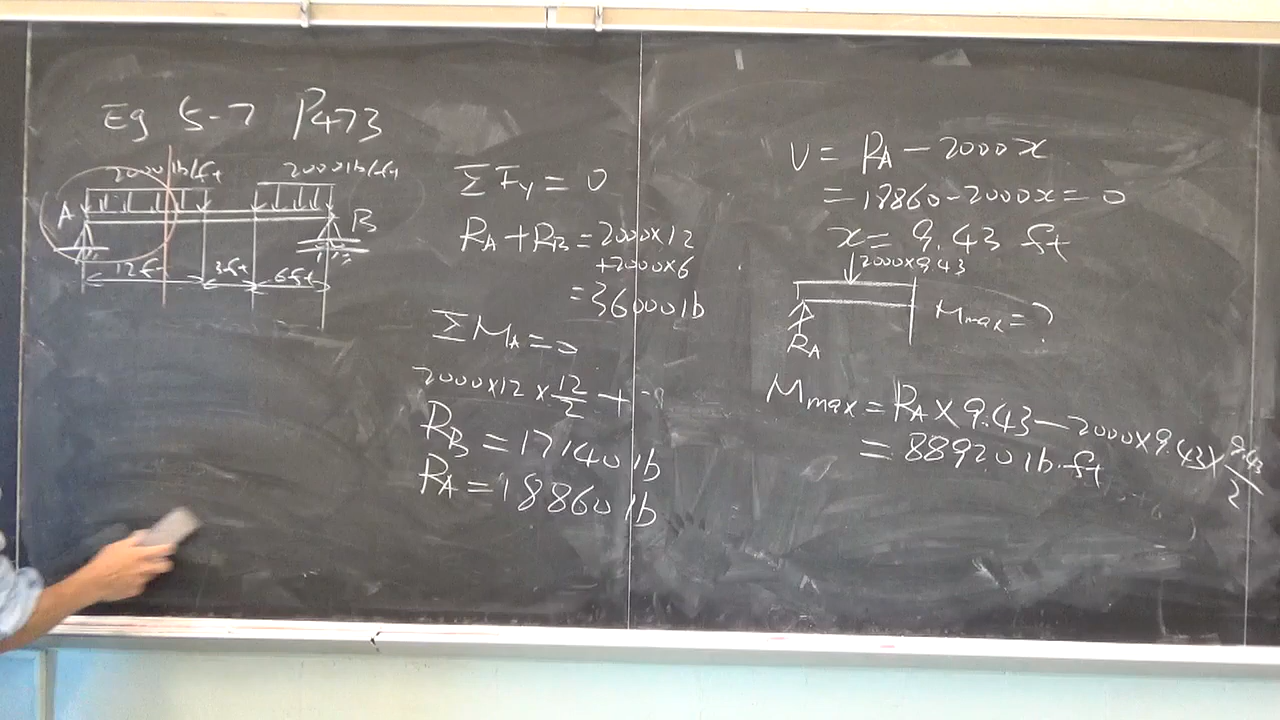 Eg 5-7 P473
2000 lb/ft 2000 lb/ft
A B
12 ft 3 ft 6 ft
ΣFy = 0
RA + RB = 2000×12
+2000×6
= 36000 lb
ΣMA = 0
2000×12 × 12/2 +
RB = 17140 lb
RA = 18860 lb
V = RA − 2000x
= 18860 − 2000x = 0
x = 9.43 ft
2000×9.43
Mmax = ?
RA
Mmax = RA × 9.43 − 2000×9.43× 9.43/2
= 88920 lb·ft